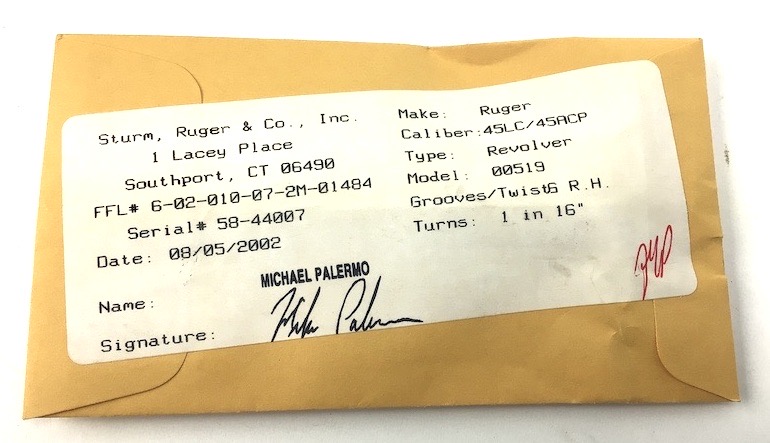 Sturm, Ruger & Co., Inc.
1 Lacey Place
Southport, CT 06490
FFL# 6-02-010-07-2M-01484
Serial# 58-44007
Date: 08/05/2002
Name: MICHAEL PALERMO
Signature: Mike Palermo
Make: Ruger
Caliber:45LC/45ACP
Type: Revolver
Model: 00519
Grooves/Twist6 R.H.
Turns: 1 in 16"